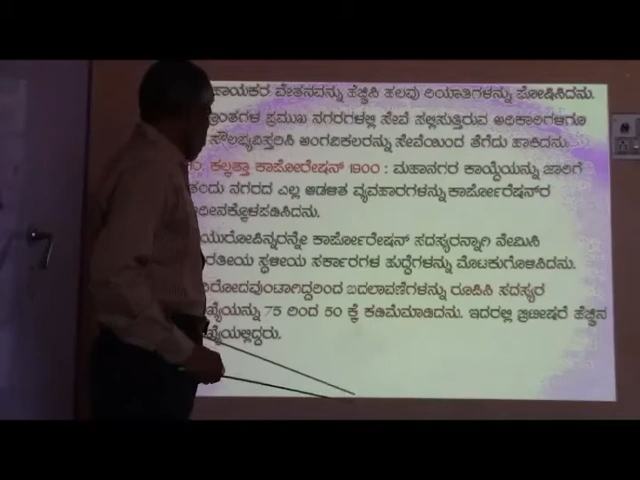 ಹಾಯಕರ ವೇತನವನ್ನು ಹೆಚ್ಚಿಸಿ ಹಲವು ರಿಯಾತಿಗಳನ್ನು ಪೋಷಿಸಿದನು.
ಪ್ರಾಂತಗಳ ಪ್ರಮುಖ ನಗರಗಳಲ್ಲಿ ಸೇವೆ ಸಲ್ಲಿಸುತ್ತಿರುವ ಅಧಿಕಾರಿಗಳಿಗೂ
ಸೌಲಭ್ಯವಿಸ್ತರಿಸಿ ಅಂಗವಿಕಲರನ್ನು ಸೇವೆಯಿಂದ ತೆಗೆದು ಹಾಕಿದನು.
ಕಲ್ಕತ್ತಾ ಕಾರ್ಪೋರೇಷನ್ 1900 : ಮಹಾನಗರ ಕಾಯ್ದೆಯನ್ನು ಜಾರಿಗೆ
ತಂದು ನಗರದ ಎಲ್ಲ ಆಡಳಿತ ವ್ಯವಹಾರಗಳನ್ನು ಕಾರ್ಪೋರೆಷನ್‌ರ
ಧೀನಕ್ಕೊಳಪಡಿಸಿದನು.
ಯುರೋಪಿನ್ನರನ್ನೇ ಕಾರ್ಪೋರೇಷನ್ ಸದಸ್ಯರನ್ನಾಗಿ ನೇಮಿಸಿ
ರತೀಯ ಸ್ಥಳೀಯ ಸರ್ಕಾರಗಳ ಹುದ್ದೆಗಳನ್ನು ಮೊಟಕುಗೊಳಿಸಿದನು.
ರೋದವುಂಟಾಗಿದ್ದರಿಂದ ಬದಲಾವಣೆಗಳನ್ನು ರೂಪಿಸಿ ಸದಸ್ಯರ
ಖ್ಯೆಯನ್ನು 75 ರಿಂದ 50 ಕ್ಕೆ ಕಡಿಮೆಮಾಡಿದನು. ಇದರಲ್ಲಿ ಬ್ರಿಟೀಷರೆ ಹೆಚ್ಚಿನ
ಖ್ಯೆಯಲ್ಲಿದ್ದರು.